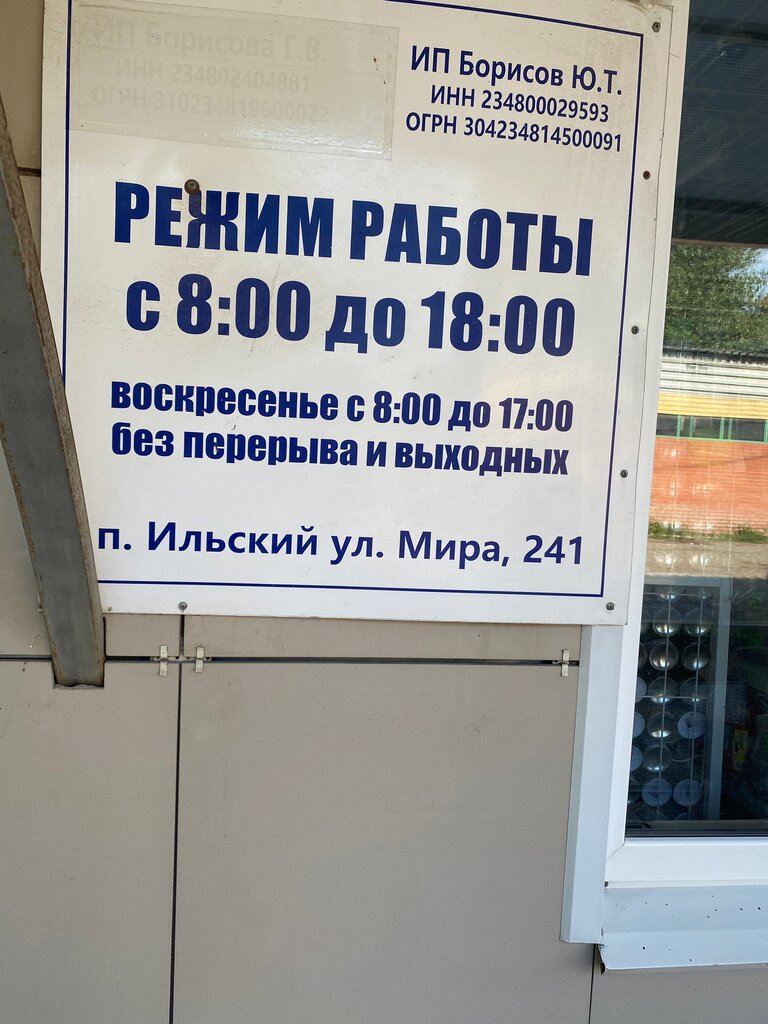 ИП Борисова Г.В.
ИНН 234802404881
ОГРН 310234819600022
ИП Борисов Ю.Т.
ИНН 234800029593
ОГРН 304234814500091
РЕЖИМ РАБОТЫ
с 8:00 до 18:00
воскресенье с 8:00 до 17:00
без перерыва и выходных
п. Ильский ул. Мира, 241